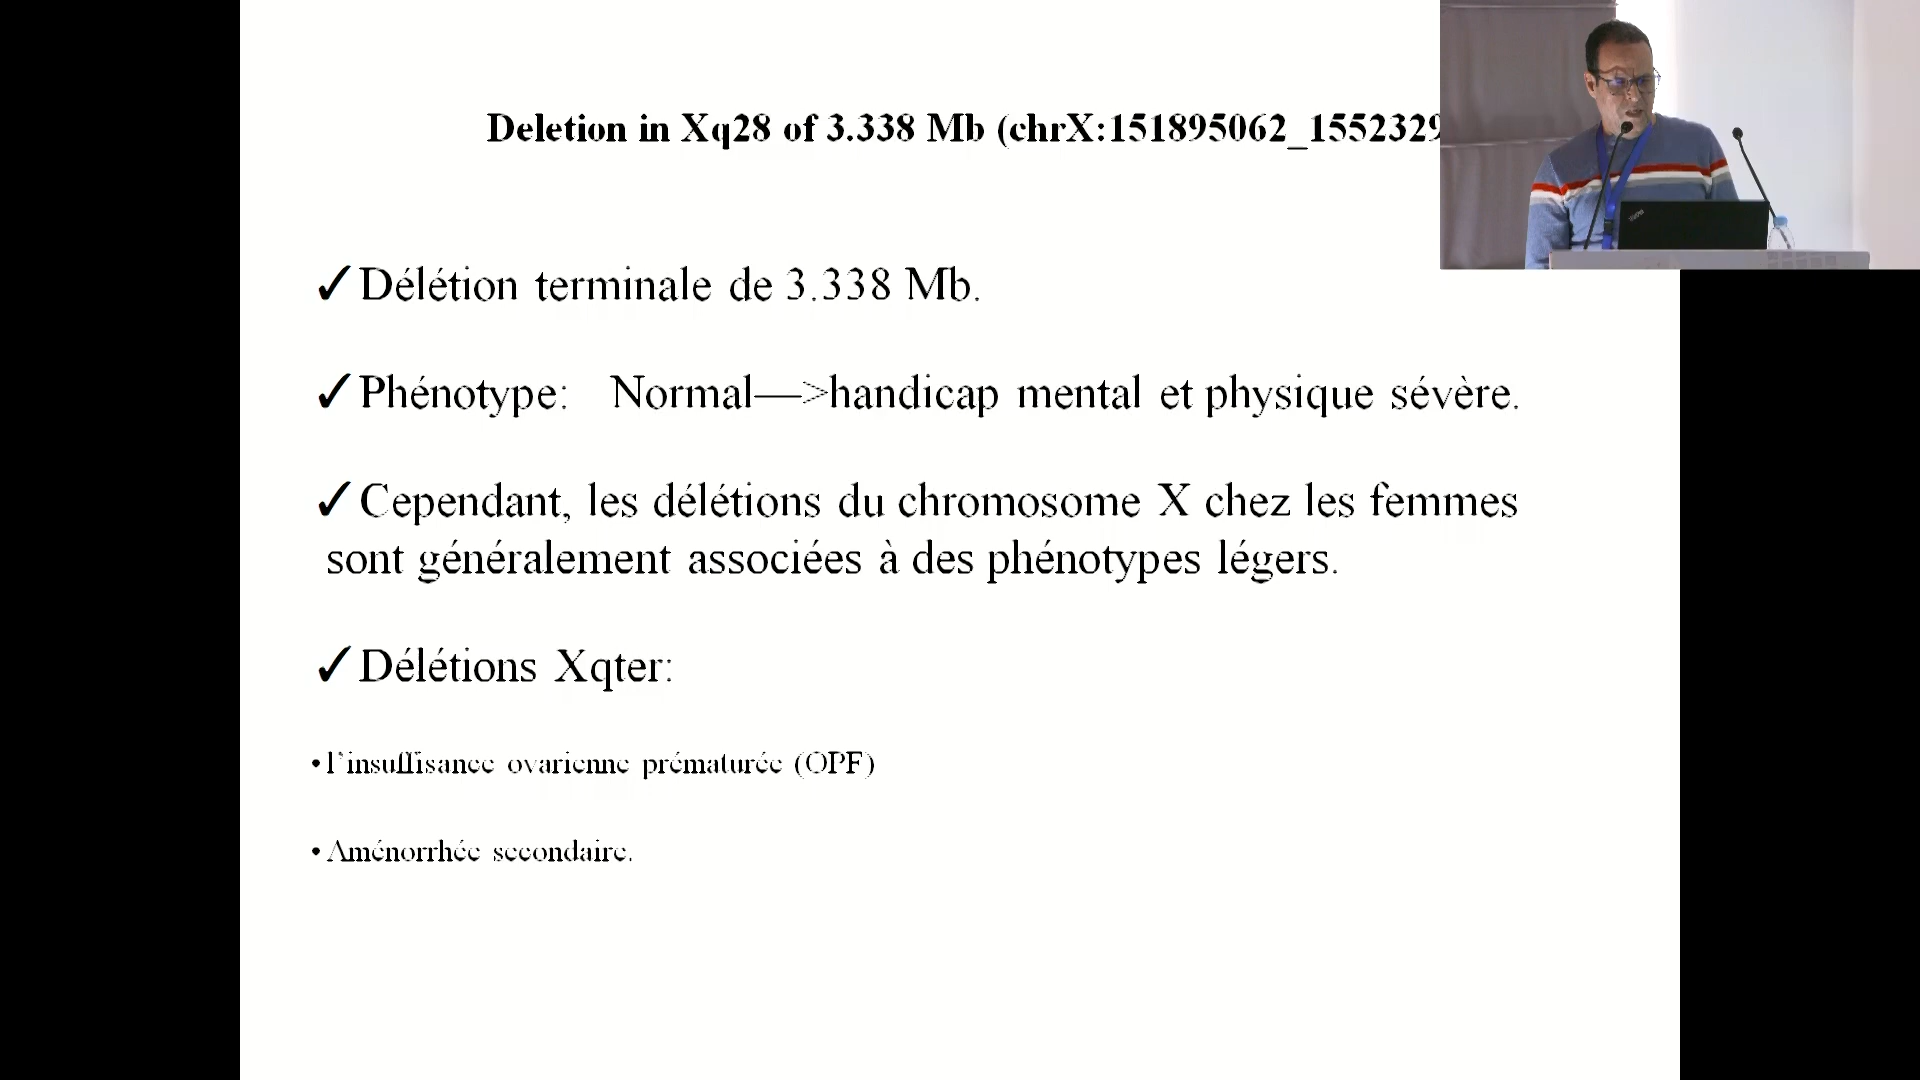 Deletion in Xq28 of 3.338 Mb (chrX:151895062_1552329
✓Délétion terminale de 3.338 Mb.
✓Phénotype: Normal—>handicap mental et physique sévère.
✓Cependant, les délétions du chromosome X chez les femmes
sont généralement associées à des phénotypes légers.
✓Délétions Xqter:
• l'insuffisance ovarienne prématurée (OPF)
• Aménorrhée secondaire.